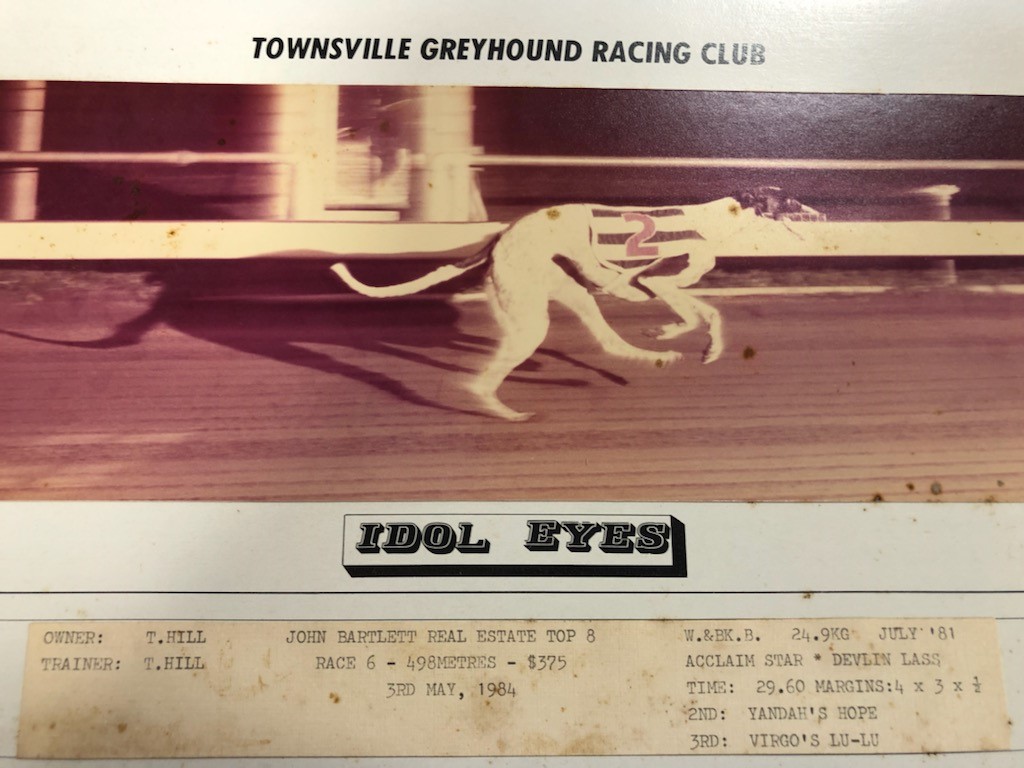 TOWNSVILLE GREYHOUND RACING CLUB
2
IDOL EYES
OWNER: T.HILL JOHN BARTLETT REAL ESTATE TOP 8 W.&BK.B. 24.9KG JULY '81
TRAINER: T.HILL RACE 6 - 498METRES - $375 ACCLAIM STAR * DEVLIN LASS
3RD MAY, 1984 TIME: 29.60 MARGINS:4 x 3 x ½
2ND: YANDAH'S HOPE
3RD: VIRGO'S LU-LU